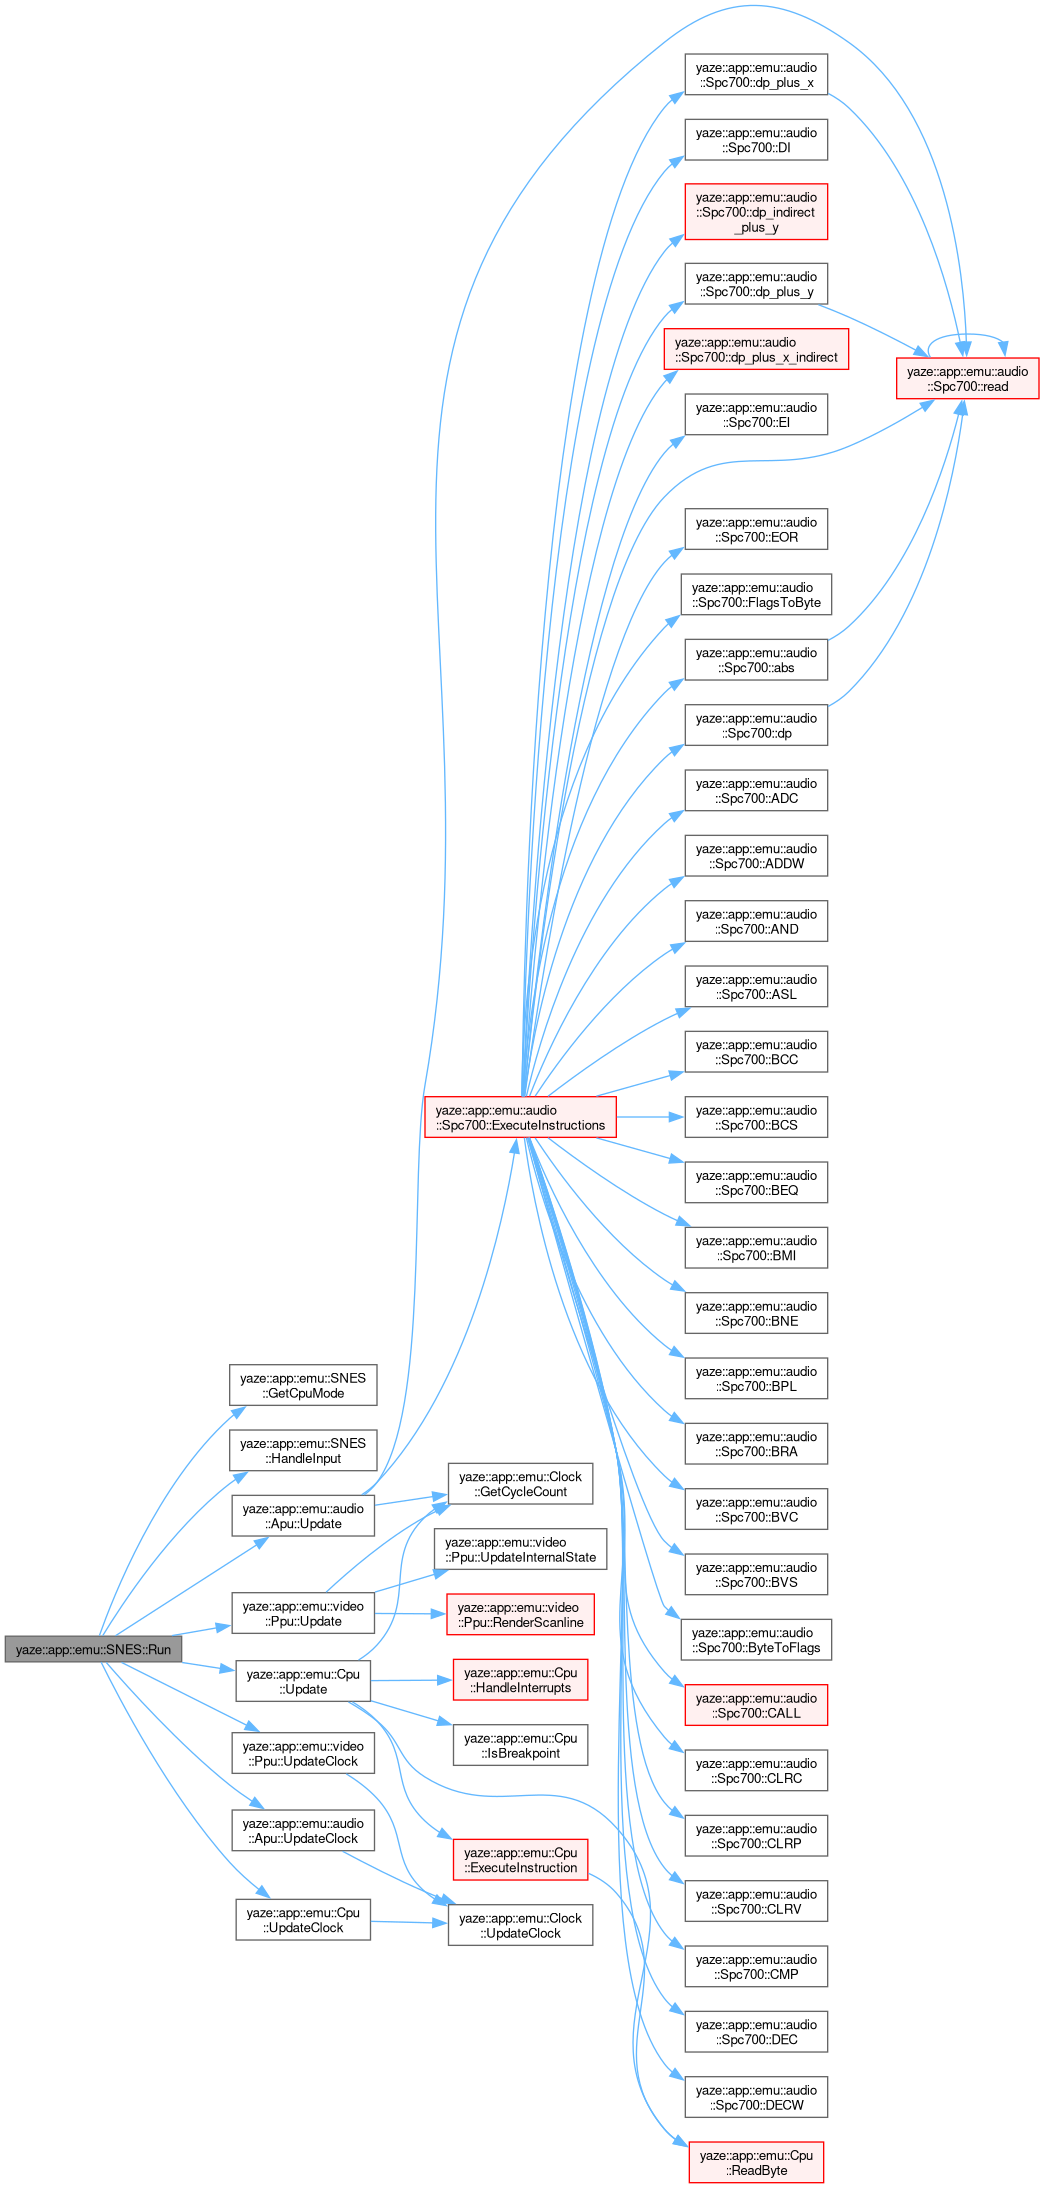 yaze::app::emu::SNES::Run
yaze::app::emu::SNES
::GetCpuMode
yaze::app::emu::SNES
::HandleInput
yaze::app::emu::audio
::Apu::Update
yaze::app::emu::video
::Ppu::Update
yaze::app::emu::Cpu
::Update
yaze::app::emu::video
::Ppu::UpdateClock
yaze::app::emu::audio
::Apu::UpdateClock
yaze::app::emu::Cpu
::UpdateClock
yaze::app::emu::audio
::Spc700::ExecuteInstructions
yaze::app::emu::Clock
::GetCycleCount
yaze::app::emu::video
::Ppu::UpdateInternalState
yaze::app::emu::video
::Ppu::RenderScanline
yaze::app::emu::Cpu
::HandleInterrupts
yaze::app::emu::Cpu
::IsBreakpoint
yaze::app::emu::Cpu
::ExecuteInstruction
yaze::app::emu::Clock
::UpdateClock
yaze::app::emu::audio
::Spc700::dp_plus_x
yaze::app::emu::audio
::Spc700::DI
yaze::app::emu::audio
::Spc700::dp_indirect
_plus_y
yaze::app::emu::audio
::Spc700::dp_plus_y
yaze::app::emu::audio
::Spc700::dp_plus_x_indirect
yaze::app::emu::audio
::Spc700::EI
yaze::app::emu::audio
::Spc700::EOR
yaze::app::emu::audio
::Spc700::FlagsToByte
yaze::app::emu::audio
::Spc700::abs
yaze::app::emu::audio
::Spc700::dp
yaze::app::emu::audio
::Spc700::ADC
yaze::app::emu::audio
::Spc700::ADDW
yaze::app::emu::audio
::Spc700::AND
yaze::app::emu::audio
::Spc700::ASL
yaze::app::emu::audio
::Spc700::BCC
yaze::app::emu::audio
::Spc700::BCS
yaze::app::emu::audio
::Spc700::BEQ
yaze::app::emu::audio
::Spc700::BMI
yaze::app::emu::audio
::Spc700::BNE
yaze::app::emu::audio
::Spc700::BPL
yaze::app::emu::audio
::Spc700::BRA
yaze::app::emu::audio
::Spc700::BVC
yaze::app::emu::audio
::Spc700::BVS
yaze::app::emu::audio
::Spc700::ByteToFlags
yaze::app::emu::audio
::Spc700::CALL
yaze::app::emu::audio
::Spc700::CLRC
yaze::app::emu::audio
::Spc700::CLRP
yaze::app::emu::audio
::Spc700::CLRV
yaze::app::emu::audio
::Spc700::CMP
yaze::app::emu::audio
::Spc700::DEC
yaze::app::emu::audio
::Spc700::DECW
yaze::app::emu::Cpu
::ReadByte
yaze::app::emu::audio
::Spc700::read